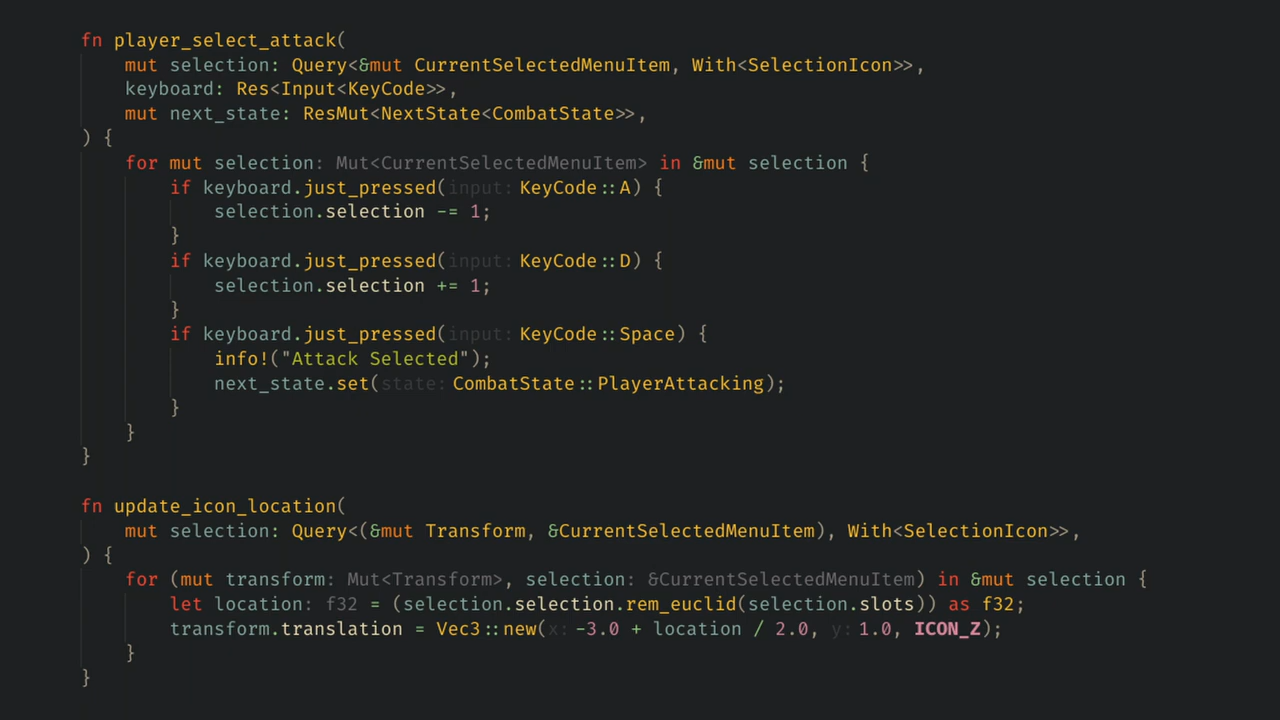 fn player_select_attack(
    mut selection: Query<&mut CurrentSelectedMenuItem, With<SelectionIcon>>,
    keyboard: Res<Input<KeyCode>>,
    mut next_state: ResMut<NextState<CombatState>>,
) {
    for mut selection: Mut<CurrentSelectedMenuItem> in &mut selection {
        if keyboard.just_pressed(input: KeyCode::A) {
            selection.selection -= 1;
        }
        if keyboard.just_pressed(input: KeyCode::D) {
            selection.selection += 1;
        }
        if keyboard.just_pressed(input: KeyCode::Space) {
            info!("Attack Selected");
            next_state.set(state: CombatState::PlayerAttacking);
        }
    }
}

fn update_icon_location(
    mut selection: Query<(&mut Transform, &CurrentSelectedMenuItem), With<SelectionIcon>>,
) {
    for (mut transform: Mut<Transform>, selection: &CurrentSelectedMenuItem) in &mut selection {
        let location: f32 = (selection.selection.rem_euclid(selection.slots)) as f32;
        transform.translation = Vec3::new(x: -3.0 + location / 2.0, y: 1.0, ICON_Z);
    }
}